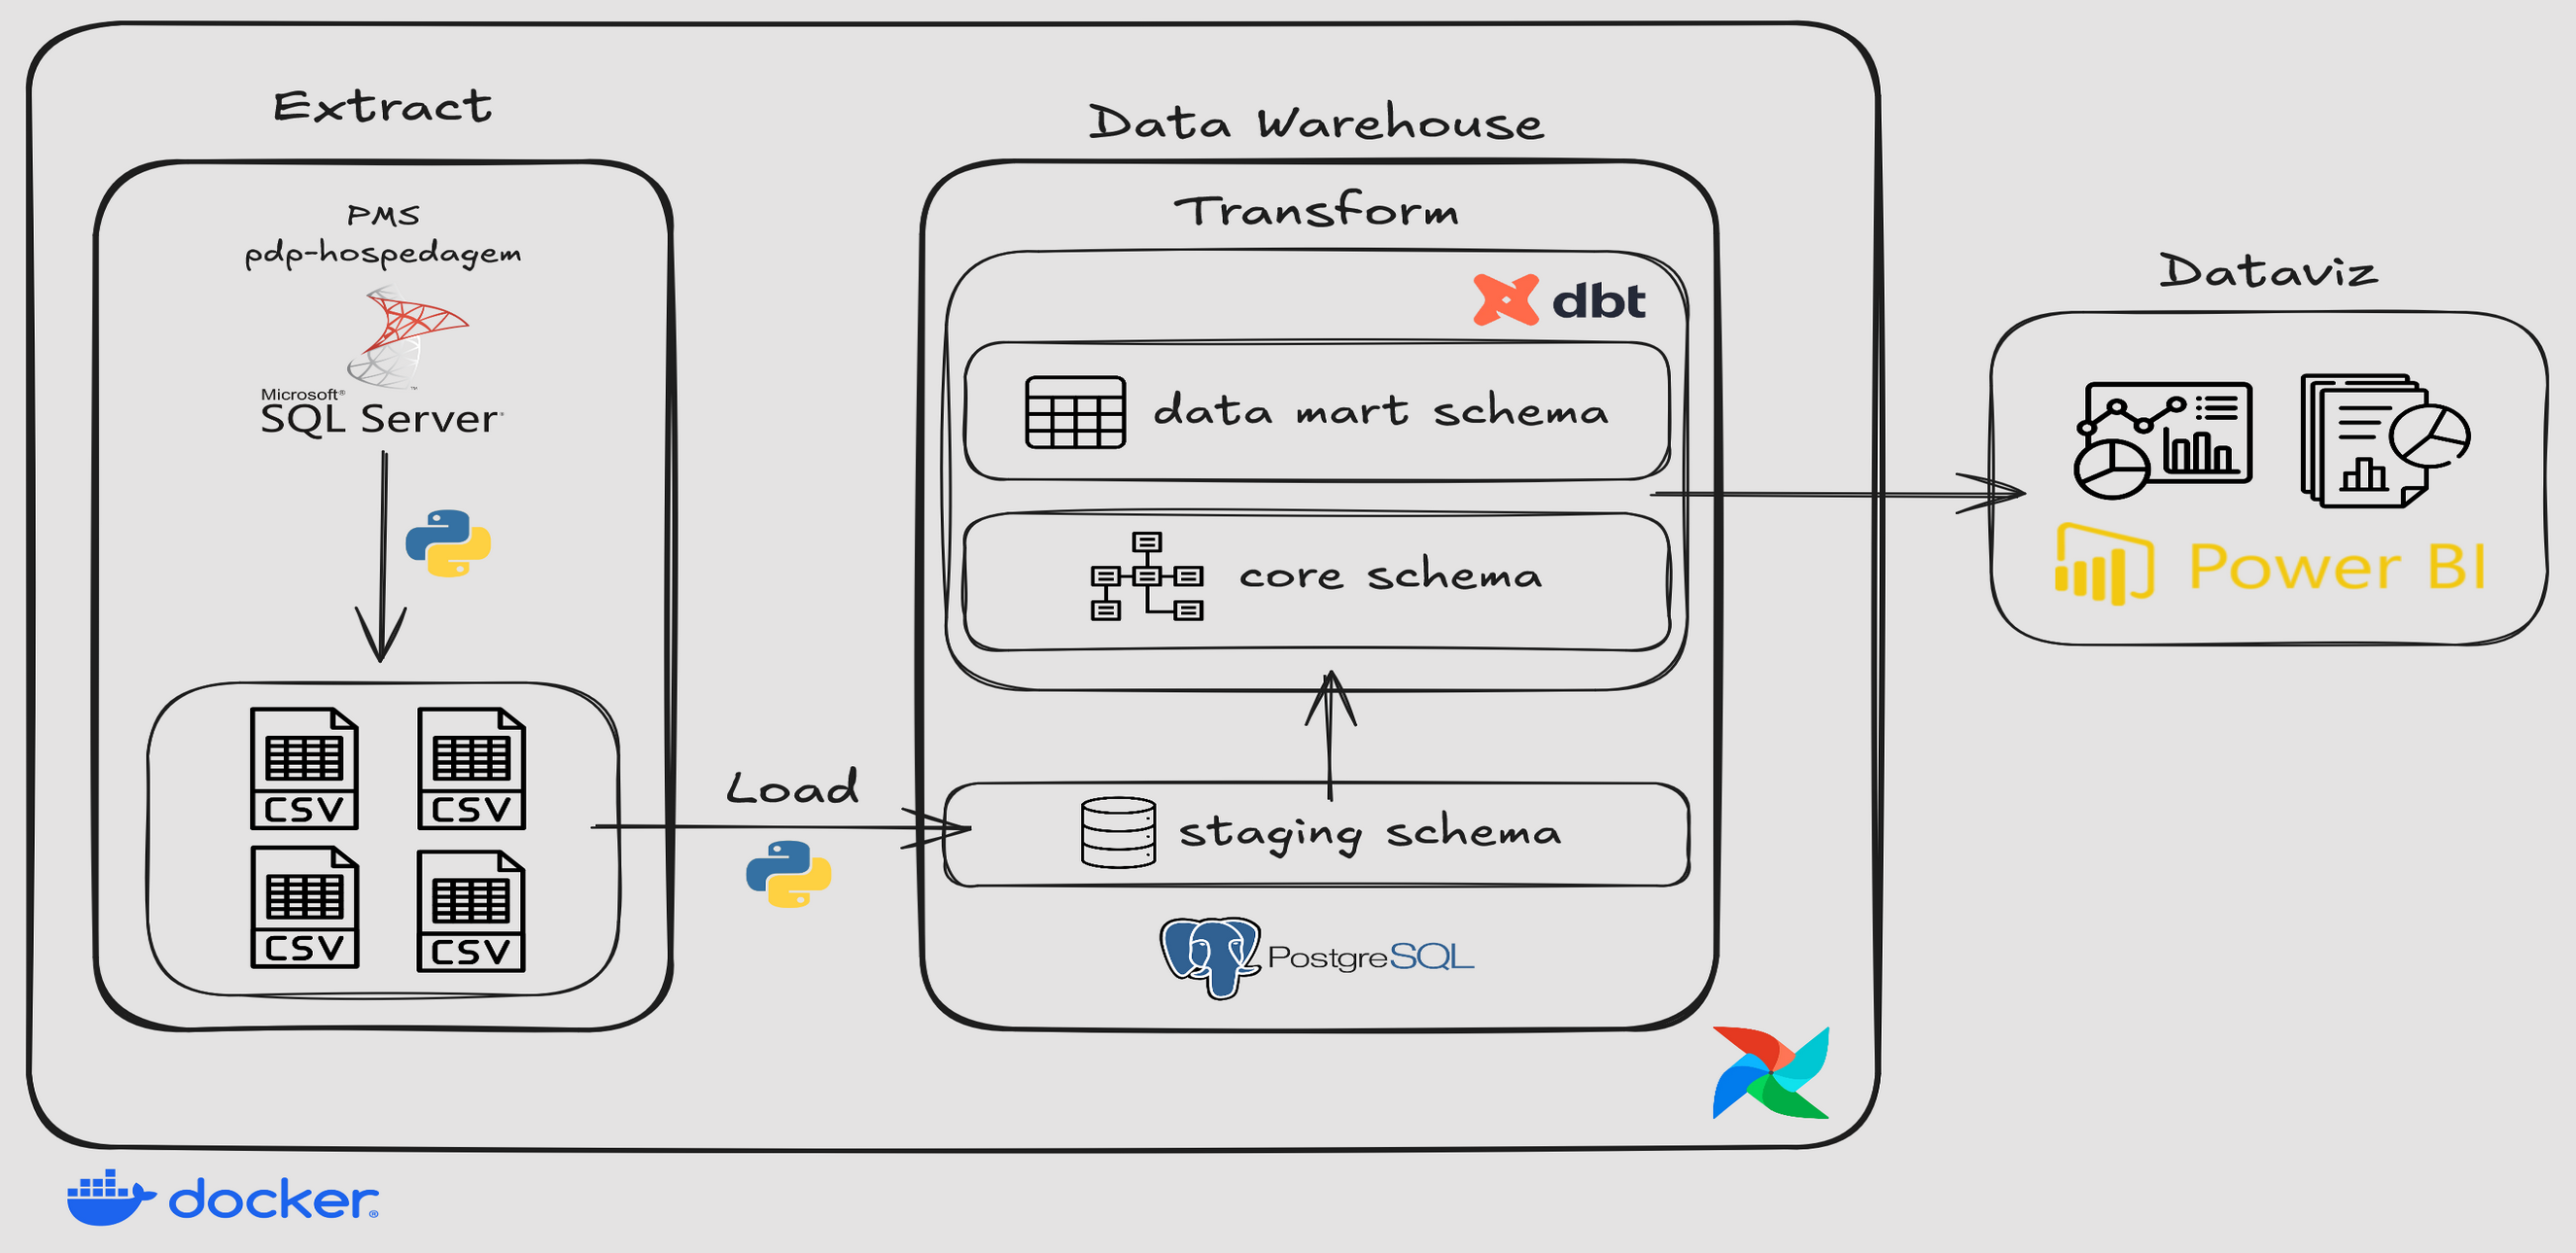 Extract
PMS
pdp-hospedagem
Microsoft®
SQL Server
CSV
CSV
CSV
CSV
Load
Data Warehouse
Transform
dbt
data mart schema
core schema
staging schema
PostgreSQL
Dataviz
Power BI
docker®